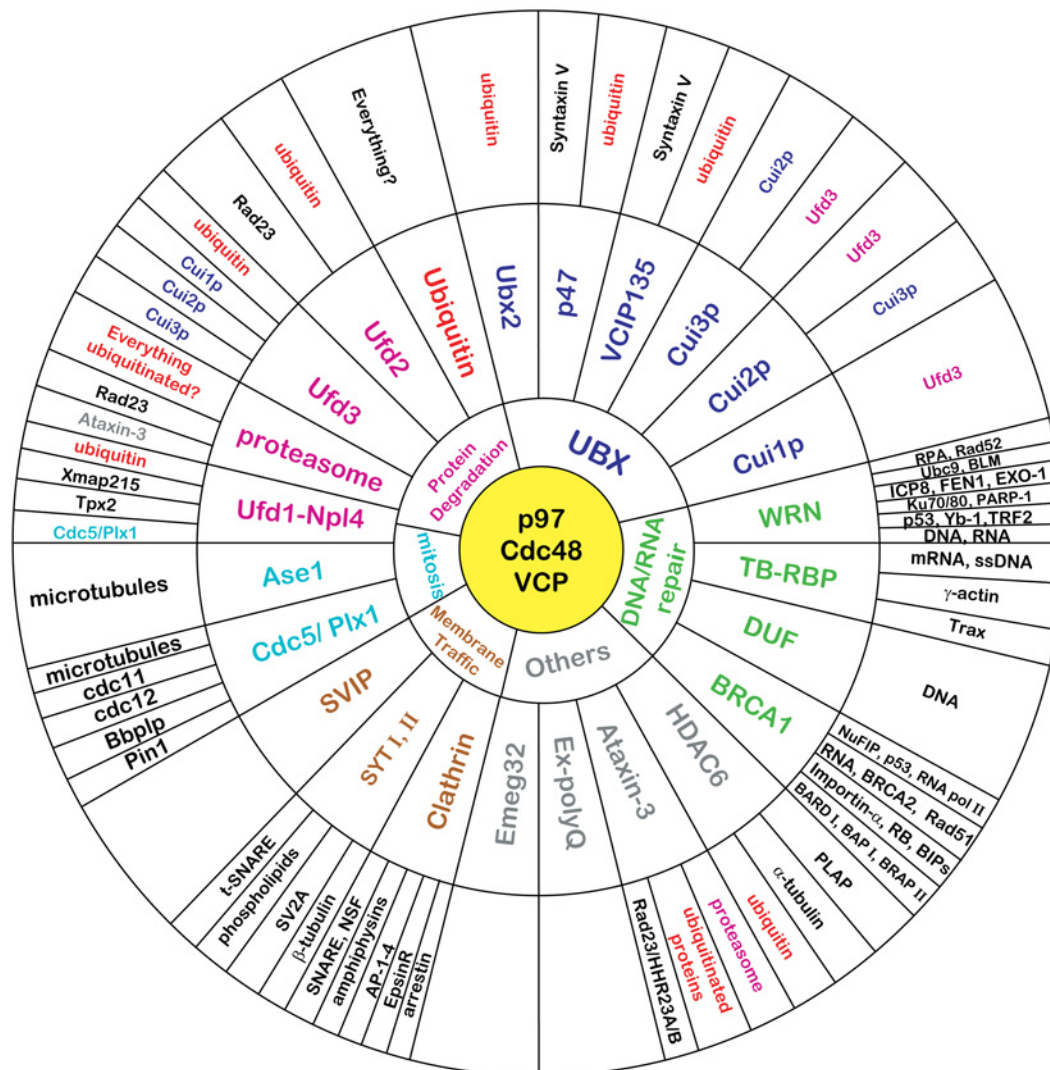 p97
Cdc48
VCP
UBX
DNA/RNA
repair
Others
Membrane
Traffic
mitosis
Protein
Degradation
Ubx2
p47
VCIP135
Cui3p
Cui2p
Cui1p
WRN
TB-RBP
DUF
BRCA1
HDAC6
Ataxin-3
Ex-polyQ
Emeg32
Clathrin
SYT I, II
SVIP
Cdc5/ Plx1
Ase1
Ufd1-Npl4
proteasome
Ufd3
Ufd2
Ubiquitin
ubiquitin
Syntaxin V
ubiquitin
Syntaxin V
ubiquitin
Cui2p
Ufd3
Ufd3
Cui3p
Ufd3
RPA, Rad52
Ubc9, BLM
ICP8, FEN1, EXO-1
Ku70/80, PARP-1
p53, Yb-1,TRF2
DNA, RNA
mRNA, ssDNA
γ-actin
Trax
DNA
NuFIP, p53, RNA pol II
RNA, BRCA2, Rad51
Importin-α, RB, BIPs
BARD I, BAP I, BRAP II
PLAP
α-tubulin
ubiquitin
proteasome
ubiquitinated
proteins
Rad23/HHR23A/B
arrestin
EpsinR
AP-1-4
amphiphysins
SNARE, NSF
β-tubulin
SV2A
phospholipids
t-SNARE
Pin1
Bbplp
cdc12
cdc11
microtubules
microtubules
Cdc5/Plx1
Tpx2
Xmap215
ubiquitin
Ataxin-3
Rad23
Everything
ubiquitinated?
Cui3p
Cui2p
Cui1p
ubiquitin
Rad23
ubiquitin
Everything?